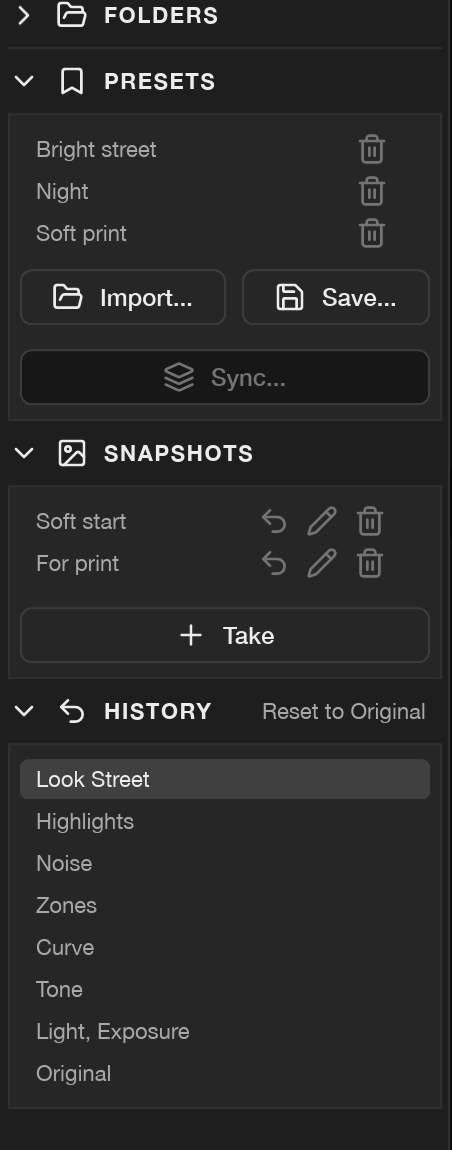 FOLDERS
PRESETS
Bright street
Night
Soft print
Import... Save...
Sync...
SNAPSHOTS
Soft start
For print
Take
HISTORY Reset to Original
Look Street
Highlights
Noise
Zones
Curve
Tone
Light, Exposure
Original